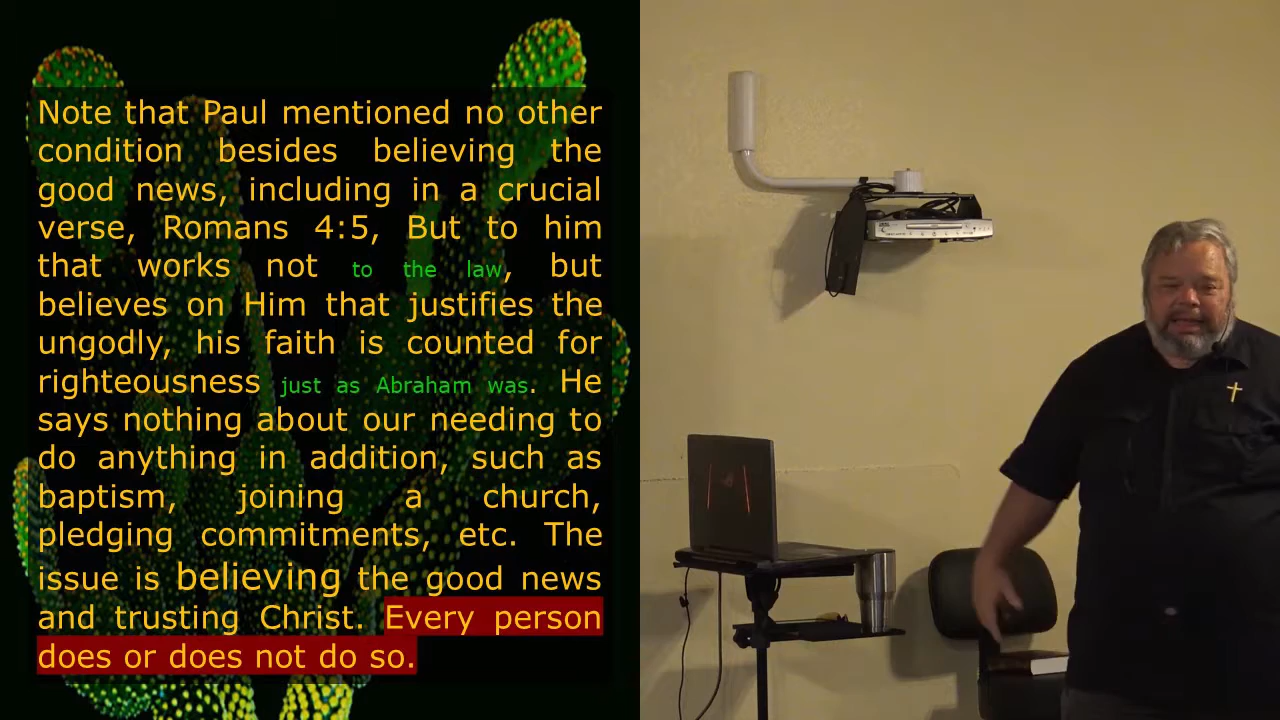 Note that Paul mentioned no other
condition besides believing the
good news, including in a crucial
verse, Romans 4:5, But to him
that works not to the law, but
believes on Him that justifies the
ungodly, his faith is counted for
righteousness just as Abraham was. He
says nothing about our needing to
do anything in addition, such as
baptism, joining a church,
pledging commitments, etc. The
issue is believing the good news
and trusting Christ. Every person
does or does not do so.